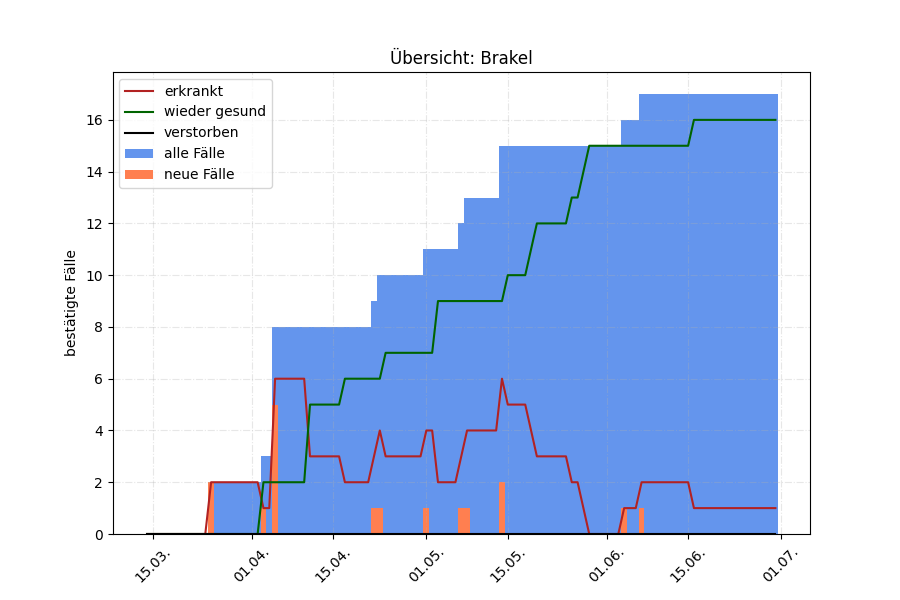 Übersicht: Brakel
erkrankt
wieder gesund
verstorben
alle Fälle
neue Fälle
bestätigte Fälle
16
14
12
10
8
6
4
2
0
15.03.
01.04.
15.04.
01.05.
15.05.
01.06.
15.06.
01.07.